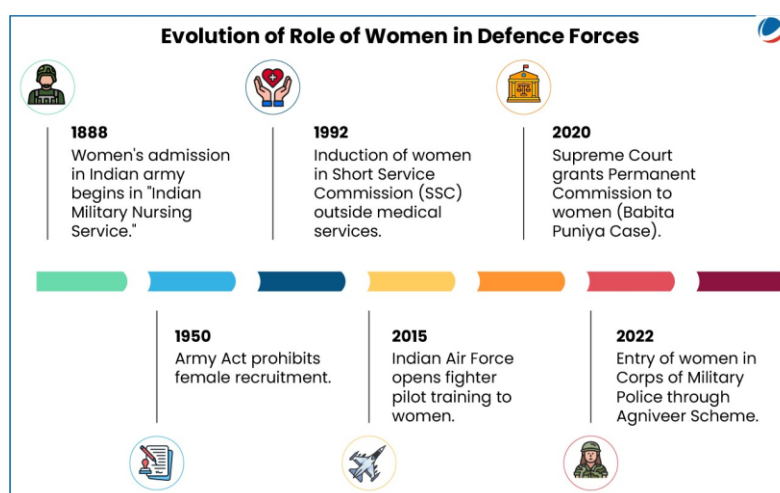 Evolution of Role of Women in Defence Forces
1888
Women's admission
in Indian army
begins in "Indian
Military Nursing
Service."
1992
Induction of women
in Short Service
Commission (SSC)
outside medical
services.
2020
Supreme Court
grants Permanent
Commission to
women (Babita
Puniya Case).
1950
Army Act prohibits
female recruitment.
2015
Indian Air Force
opens fighter
pilot training to
women.
2022
Entry of women in
Corps of Military
Police through
Agniveer Scheme.